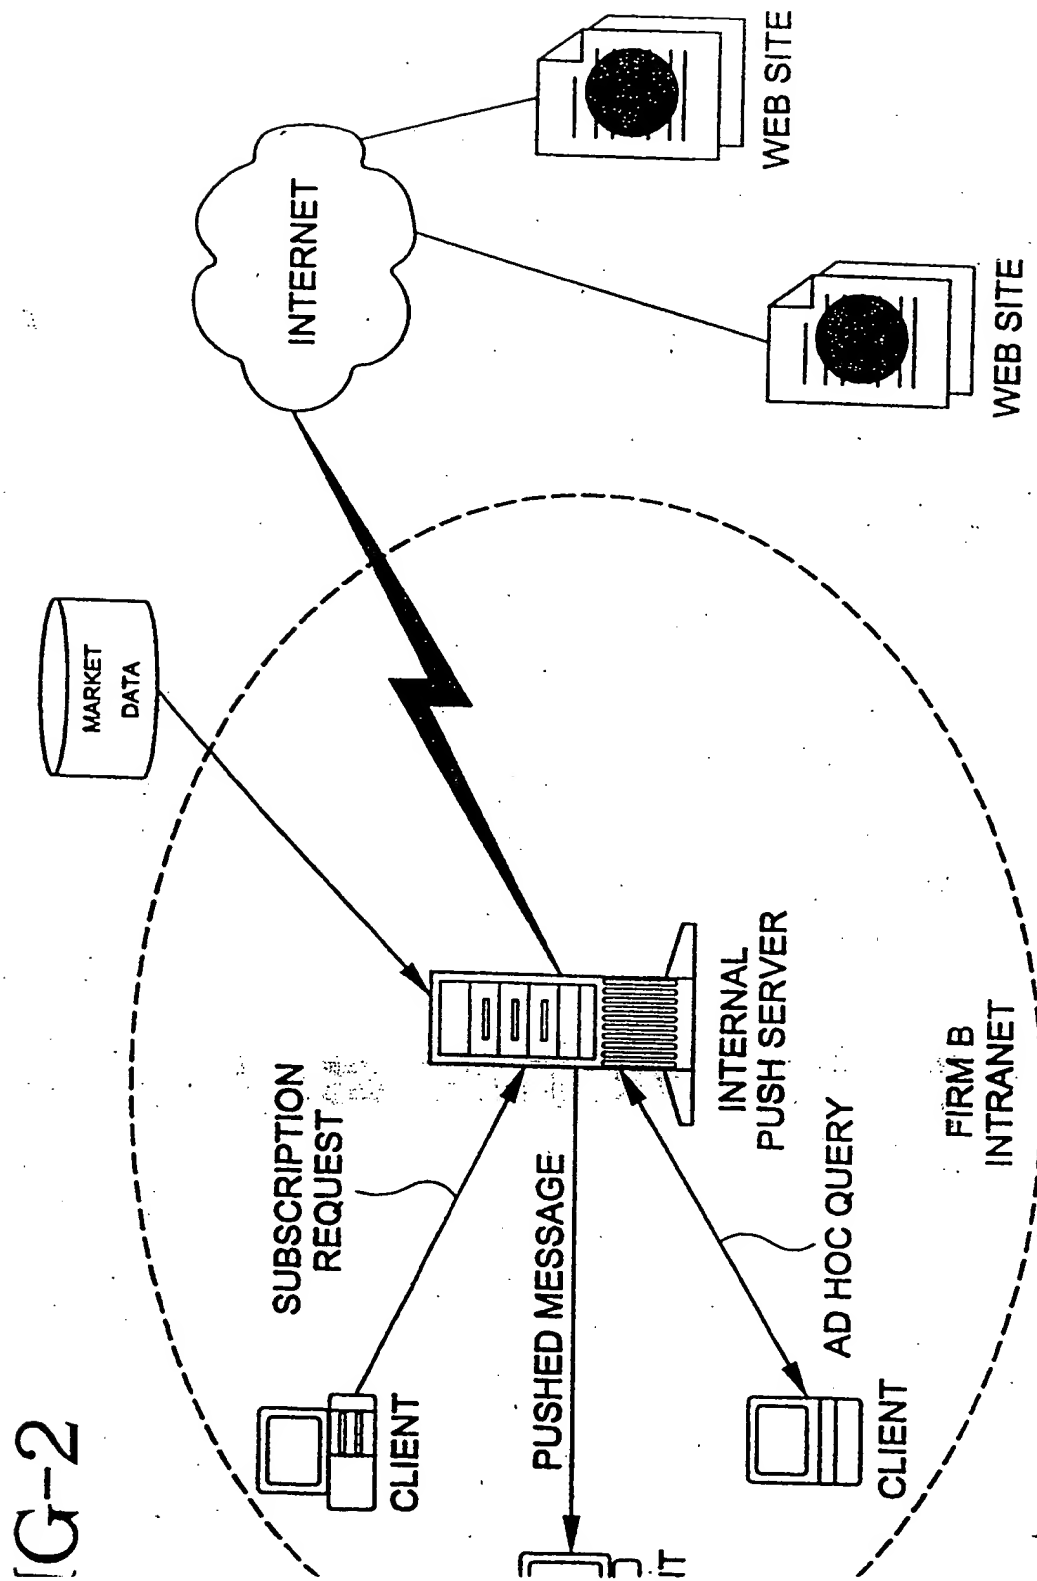 INTERNET
WEB SITE
WEB SITE
MARKET
DATA
INTERNAL
PUSH SERVER
FIRM B
INTRANET
SUBSCRIPTION
REQUEST
PUSHED MESSAGE
AD HOC QUERY
CLIENT
CLIENT
IG-2